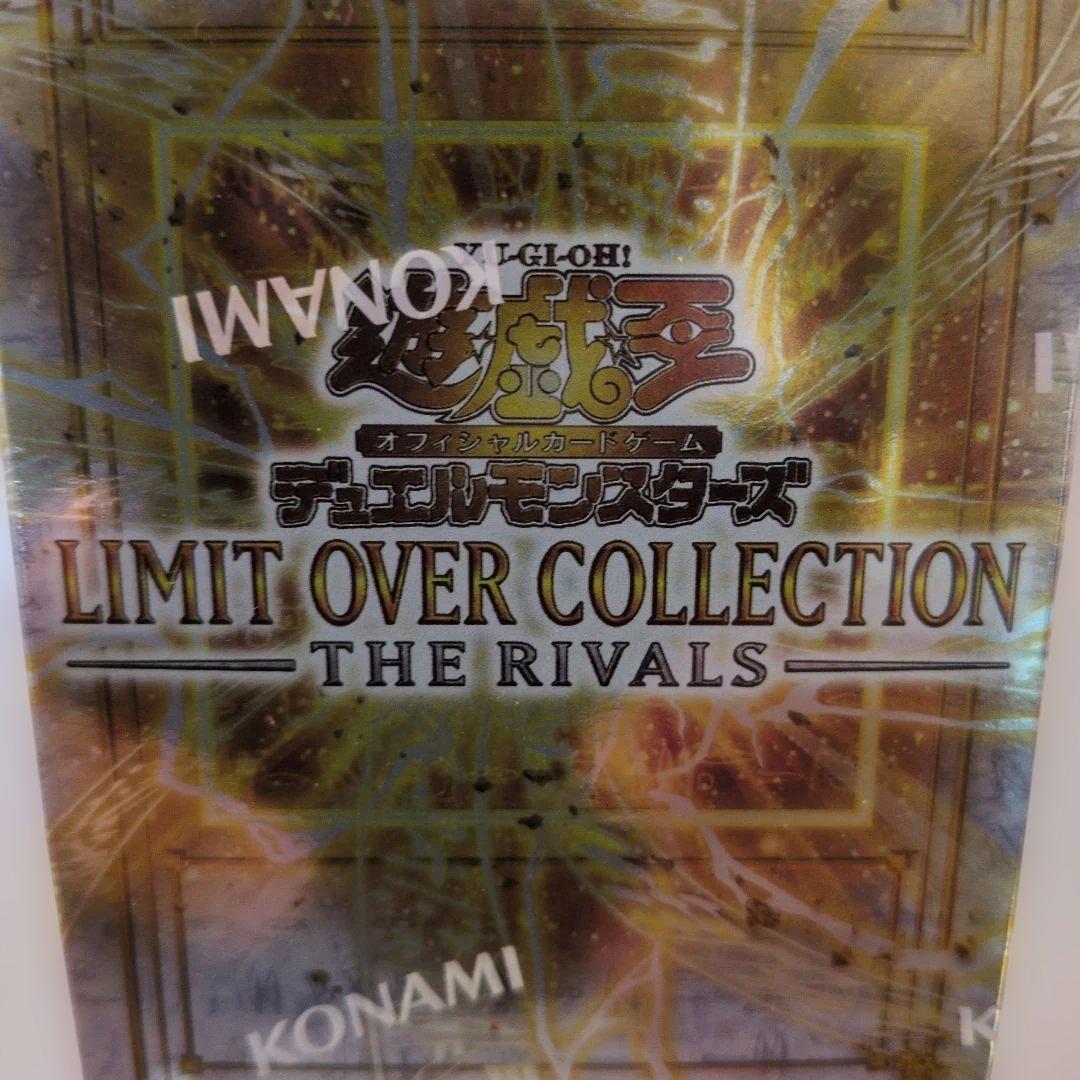 YU-GI-OH!
KONAMI
遊戯王
オフィシャルカードゲーム
デュエルモンスターズ
LIMIT OVER COLLECTION
THE RIVALS
KONAMI